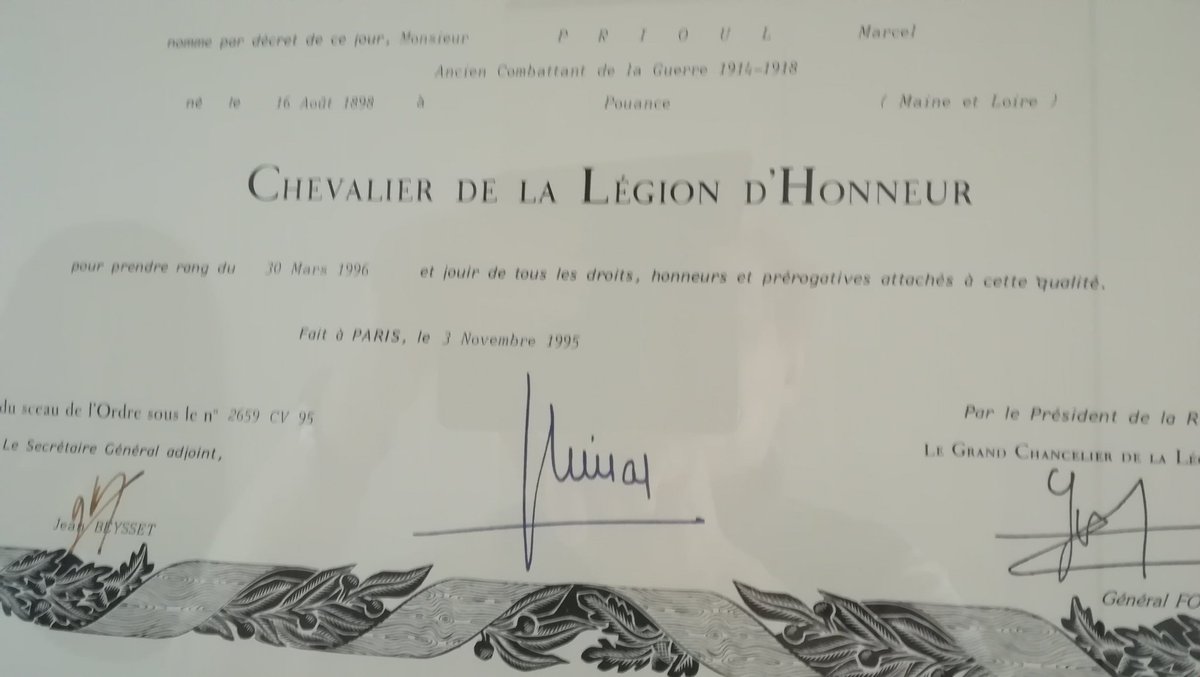 nomme par décret de ce jour, Monsieur P R I O U L Marcel
Ancien Combattant de la Guerre 1914-1918
né le 16 Août 1898 à Pouance ( Maine et Loire )
CHEVALIER DE LA LÉGION D'HONNEUR
pour prendre rang du 30 Mars 1996 et jouir de tous les droits, honneurs et prérogatives attachés à cette qualité.
Fait à PARIS, le 3 Novembre 1995
du sceau de l'Ordre sous le n° 2659 CV 95
Par le Président de la R
Le Secrétaire Général adjoint,
LE GRAND CHANCELIER DE LA LÉG
Jean BEYSSET
Général FO